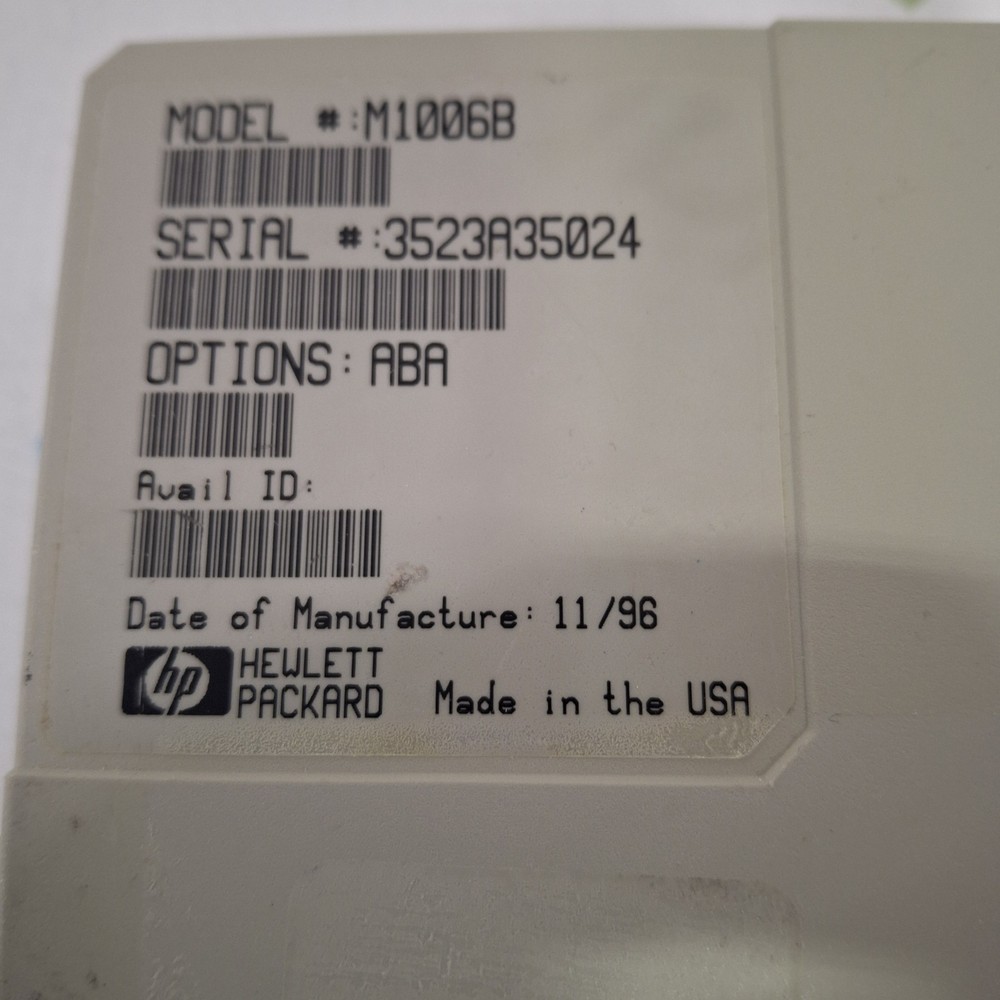 MODEL #:M1006B
SERIAL #:3523A35024
OPTIONS: ABA
Avail ID:
Date of Manufacture: 11/96
hp HEWLETT
PACKARD Made in the USA